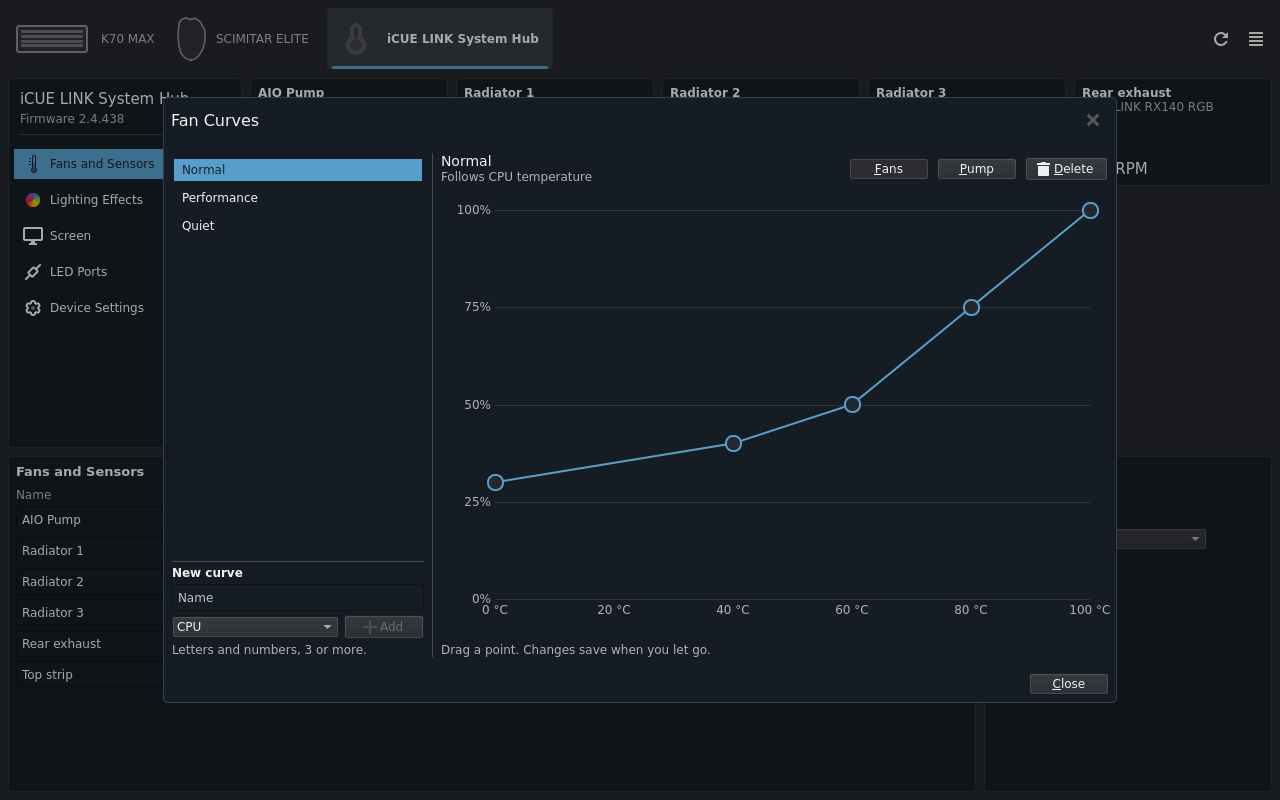 K70 MAX
SCIMITAR ELITE
iCUE LINK System Hub
iCUE LINK System Hub
Firmware 2.4.438
AIO Pump
Radiator 1
Radiator 2
Radiator 3
Rear exhaust
LINK RX140 RGB
RPM
Fans and Sensors
Lighting Effects
Screen
LED Ports
Device Settings
Fan Curves
Normal
Performance
Quiet
Normal
Follows CPU temperature
Fans
Pump
Delete
100%
75%
50%
25%
0%
0 °C
20 °C
40 °C
60 °C
80 °C
100 °C
New curve
Name
CPU
Add
Letters and numbers, 3 or more.
Drag a point. Changes save when you let go.
Close
Fans and Sensors
Name
AIO Pump
Radiator 1
Radiator 2
Radiator 3
Rear exhaust
Top strip